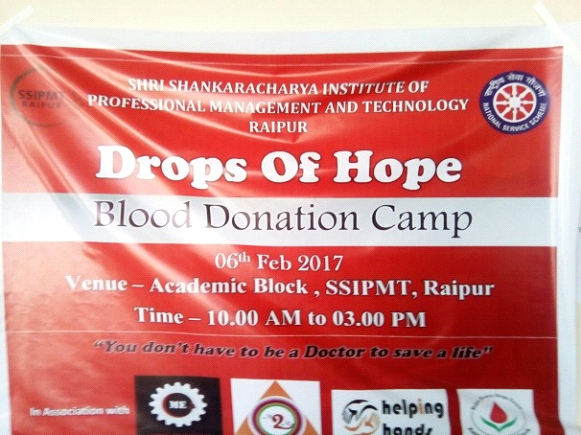 SSIPMT
RAIPUR
SHRI SHANKARACHARYA INSTITUTE OF
PROFESSIONAL MANAGEMENT AND TECHNOLOGY
RAIPUR
राष्ट्रीय सेवा योजना
NATIONAL SERVICE SCHEME
Drops Of Hope
Blood Donation Camp
06th Feb 2017
Venue – Academic Block , SSIPMT, Raipur
Time – 10.00 AM to 03.00 PM
"You don't have to be a Doctor to save a life"
In Association with
ME
2
helping
hands